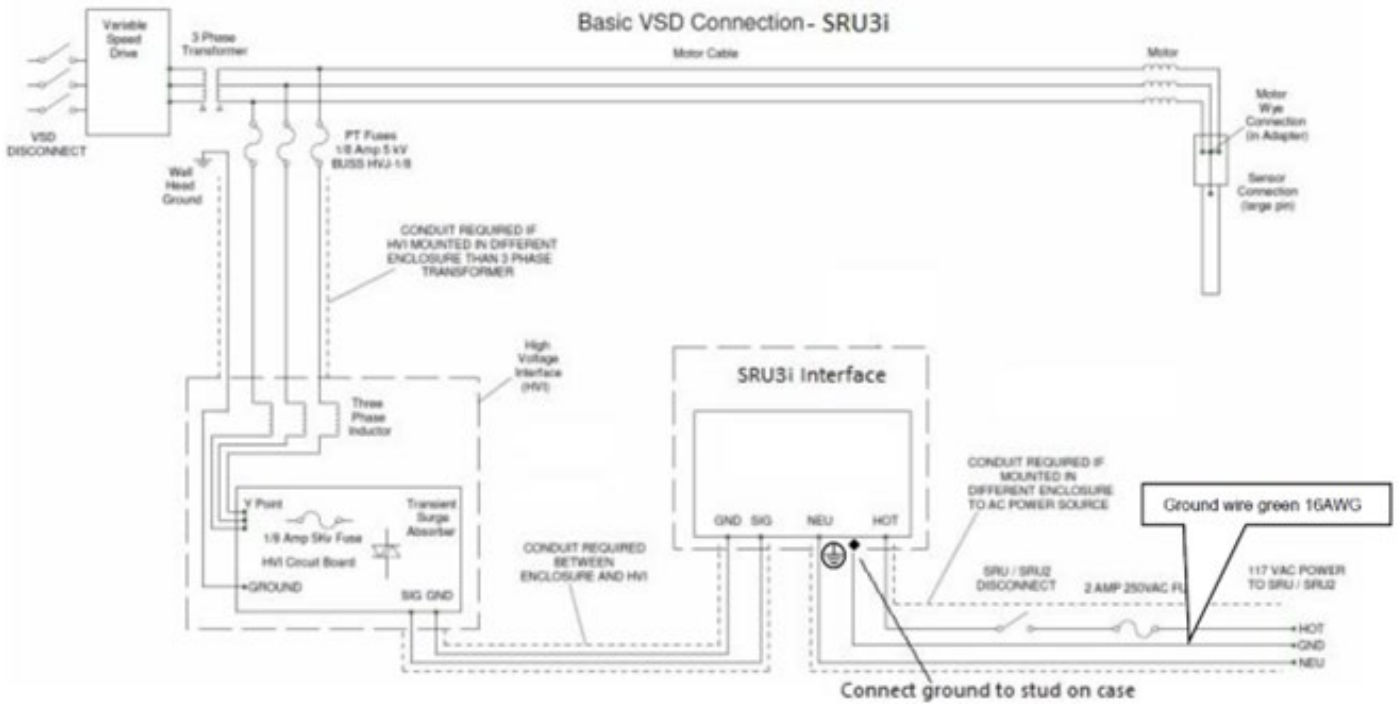 Basic VSD Connection - SRU3i
Variable
Speed
Drive
3 Phase
Transformer
Motor Cable
Motor
VSD
DISCONNECT
Motor
Wye
Connection
(in Adapter)
Sensor
Connection
(large pin)
PT Fuses
1/8 Amp 5 kV
BUSS HVJ-1/8
Wall
Head
Ground
CONDUIT REQUIRED IF
HVI MOUNTED IN DIFFERENT
ENCLOSURE THAN 3 PHASE
TRANSFORMER
High
Voltage
Interface
(HVI)
Three
Phase
Inductor
Y Point
Transient
Surge
Absorber
1/8 Amp 5Kv Fuse
HVI Circuit Board
GROUND
SIG GND
SRU3i Interface
GND SIG NEU HOT
CONDUIT REQUIRED
BETWEEN
ENCLOSURE AND HVI
CONDUIT REQUIRED IF
MOUNTED IN
DIFFERENT ENCLOSURE
TO AC POWER SOURCE
Ground wire green 16AWG
SRU / SRU2
DISCONNECT
2 AMP 250VAC FU
117 VAC POWER
TO SRU / SRU2
HOT
GND
NEU
Connect ground to stud on case